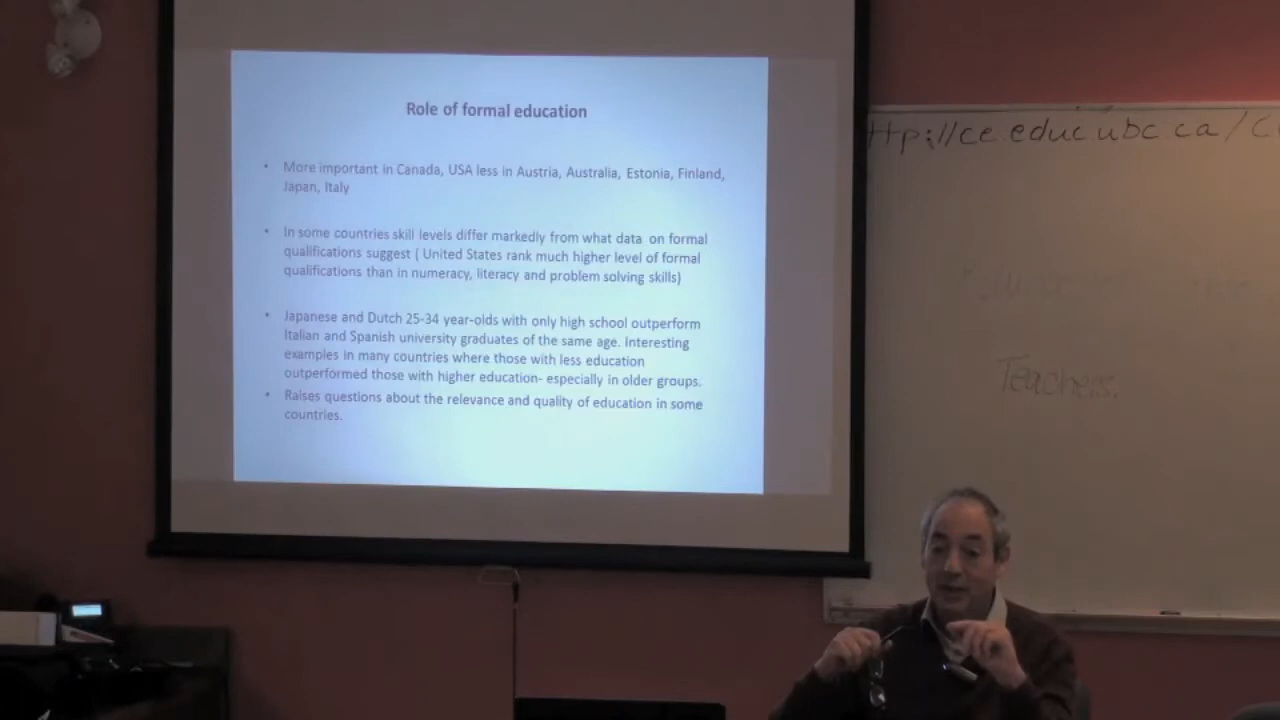 Role of formal education
• More important in Canada, USA less in Austria, Australia, Estonia, Finland,
Japan, Italy
• In some countries skill levels differ markedly from what data on formal
qualifications suggest ( United States rank much higher level of formal
qualifications than in numeracy, literacy and problem solving skills)
• Japanese and Dutch 25-34 year-olds with only high school outperform
Italian and Spanish university graduates of the same age. Interesting
examples in many countries where those with less education
outperformed those with higher education- especially in older groups.
• Raises questions about the relevance and quality of education in some
countries.
ttp://ce.educ.ubc.ca/C
Teachers.